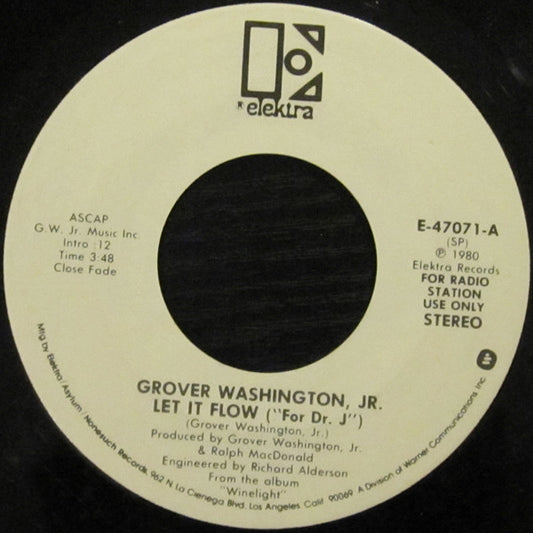 elektra
ASCAP
G.W. Jr. Music Inc.
Intro :12
Time 3:48
Close Fade
E-47071-A
(SP)
℗ 1980
Elektra Records
FOR RADIO
STATION
USE ONLY
STEREO
GROVER WASHINGTON, JR.
LET IT FLOW ("For Dr. J")
(Grover Washington, Jr.)
Produced by Grover Washington, Jr.
& Ralph MacDonald
Engineered by Richard Alderson
From the album
"Winelight"
Mfg by Elektra/Asylum/Nonesuch Records, 962 N. La Cienega Blvd. Los Angeles, Calif. 90069 A Division of Warner Communications Inc.